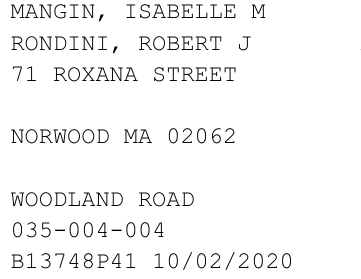 MANGIN, ISABELLE M
RONDINI, ROBERT J
71 ROXANA STREET
NORWOOD MA 02062
WOODLAND ROAD
035-004-004
B13748P41 10/02/2020